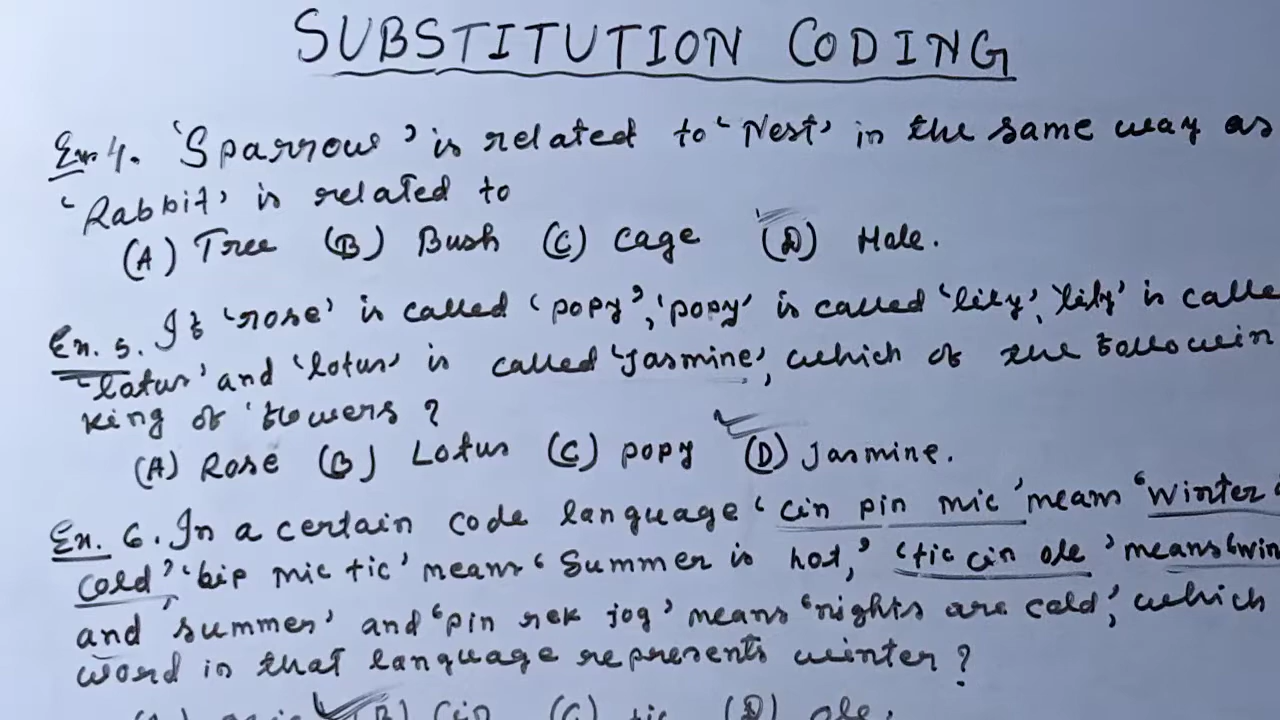 SUBSTITUTION CODING
Ex. 4. 'Sparrow' is related to 'Nest' in the same way as
'Rabbit' is related to
(A) Tree (B) Bush (C) Cage (D) Hole.
Ex. 5. If 'rose' is called 'popy', 'popy' is called 'lily', 'lily' is calle
'lotus' and 'lotus' is called 'Jasmine', which of the followin
king of flowers ?
(A) Rose (B) Lotus (C) popy (D) Jasmine.
Ex. 6. In a certain code language 'cin pin mic' means 'Winter
cold' 'bip mic tic' means 'Summer is hot,' 'tic cin ole' means 'win
and summer' and 'pin rek jog' means 'nights are cold', which
word in that language represents winter ?
(B) Cin (C) tic (D) ole.